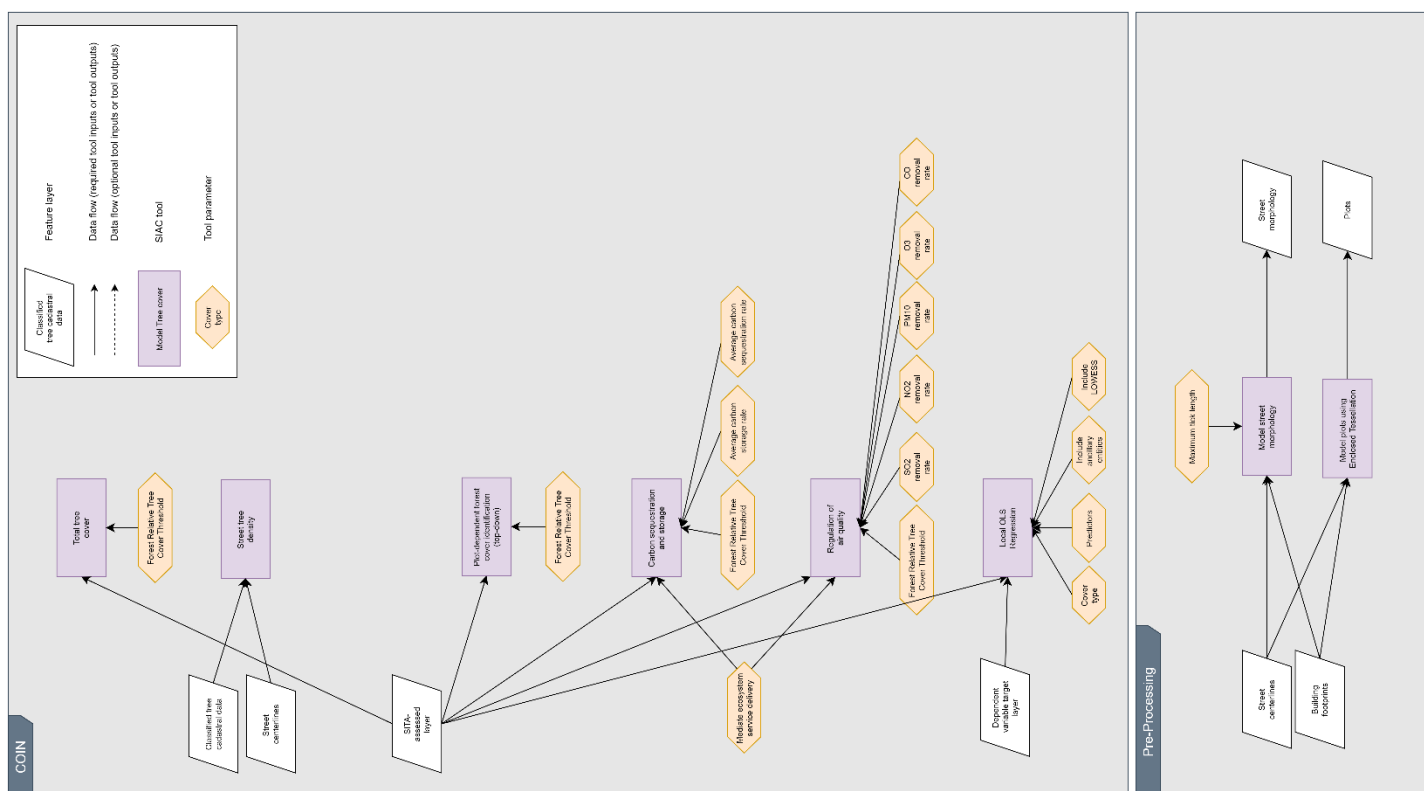 COIN
Classified
tree cadastral
data
Feature layer
Data flow (required tool inputs or tool outputs)
Data flow (optional tool inputs or tool outputs)
Model Tree cover
SIAC tool
Cover
type
Tool parameter
Total tree
cover
Forest Relative Tree
Cover Threshold
Street tree
density
Classified tree
cadastral data
Street
centerlines
SITA-
assessed
layer
Plot-dependent forest
cover identification
(top-down)
Forest Relative Tree
Cover Threshold
Carbon sequestration
and storage
Forest Relative Tree
Cover Threshold
Average carbon
storage rate
Average carbon
sequestration rate
Mediate ecosystem
service delivery
Regulation of
air quality
Forest Relative Tree
Cover Threshold
SO2
removal
rate
NO2
removal
rate
PM10
removal
rate
O3
removal
rate
CO
removal
rate
Dependent
variable target
layer
Local OLS
Regression
Cover
type
Predictors
Include
ancillary
entities
Include
LOWESS
Pre-Processing
Street
centerlines
Building
footprints
Maximum tick length
Model street
morphology
Model plots using
Enclosed Tessellation
Street
morphology
Plots